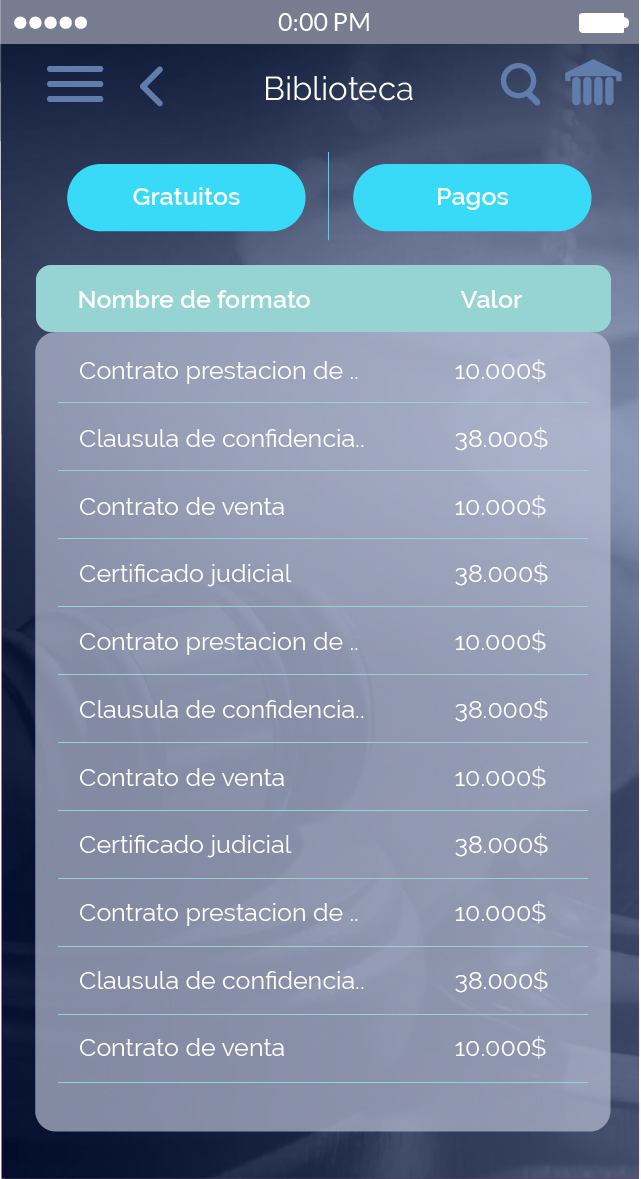 0:00 PM
Biblioteca
Gratuitos Pagos
Nombre de formato Valor
Contrato prestacion de .. 10.000$
Clausula de confidencia.. 38.000$
Contrato de venta 10.000$
Certificado judicial 38.000$
Contrato prestacion de .. 10.000$
Clausula de confidencia.. 38.000$
Contrato de venta 10.000$
Certificado judicial 38.000$
Contrato prestacion de .. 10.000$
Clausula de confidencia.. 38.000$
Contrato de venta 10.000$